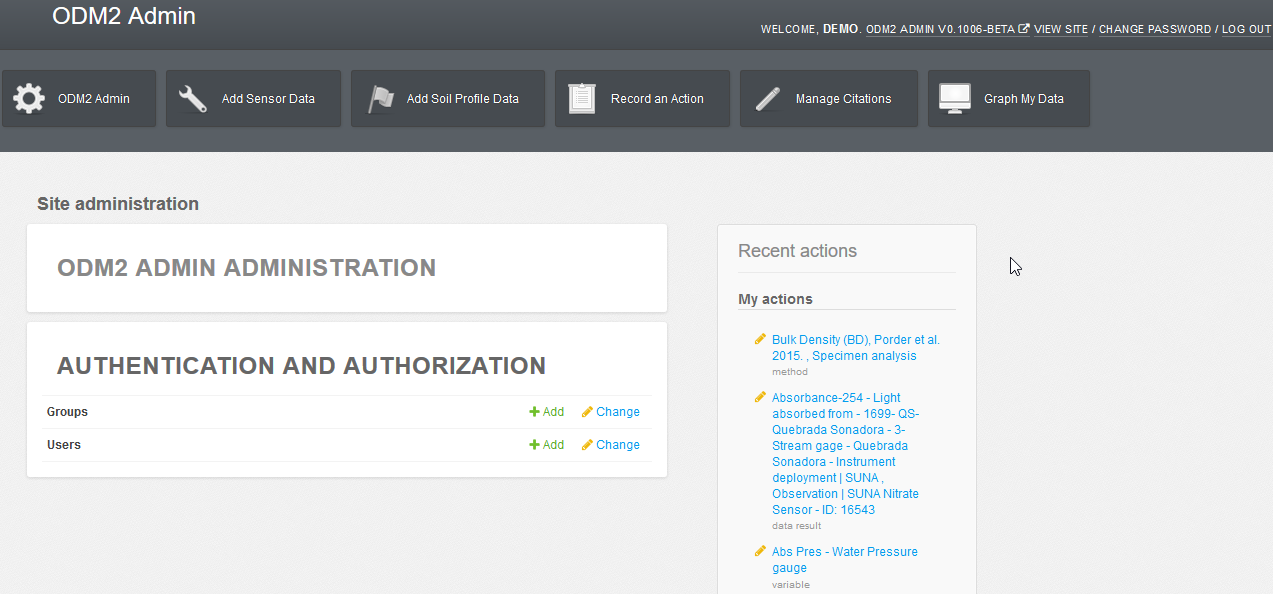 ODM2 Admin
WELCOME, DEMO. ODM2 ADMIN V0.1006-BETA VIEW SITE / CHANGE PASSWORD / LOG OUT
ODM2 Admin
Add Sensor Data
Add Soil Profile Data
Record an Action
Manage Citations
Graph My Data
Site administration
ODM2 ADMIN ADMINISTRATION
AUTHENTICATION AND AUTHORIZATION
Groups Add Change
Users Add Change
Recent actions
My actions
Bulk Density (BD), Porder et al.
2015. , Specimen analysis
method
Absorbance-254 - Light
absorbed from - 1699- QS-
Quebrada Sonadora - 3-
Stream gage - Quebrada
Sonadora - Instrument
deployment | SUNA ,
Observation | SUNA Nitrate
Sensor - ID: 16543
data result
Abs Pres - Water Pressure
gauge
variable